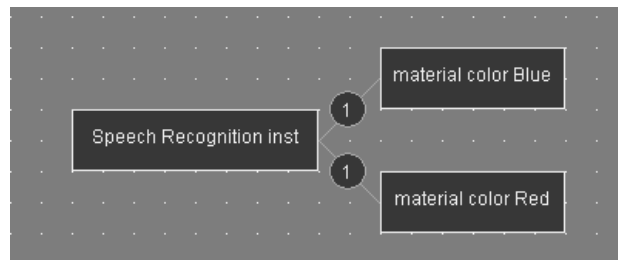 material color Blue
1
Speech Recognition inst
1
material color Red